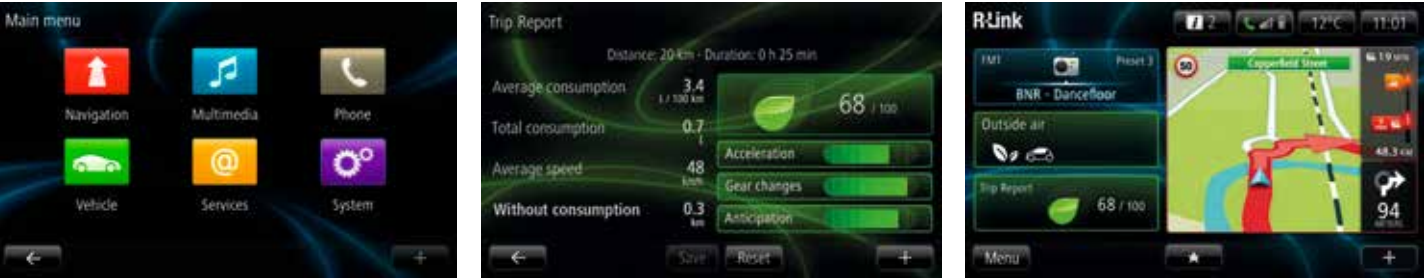 Main menu
Navigation
Multimedia
Phone
@
Vehicle
Services
System
Trip Report
Distance: 20 km - Duration: 0 h 25 min
Average consumption 3.4
L / 100 km
Total consumption 0.7
L
Average speed 48
km/h
Without consumption 0.3
km
68 / 100
Acceleration
Gear changes
Anticipation
Save Reset +
R-Link
i 2
12°C
11:01
FM1 Preset 3
BNR - Dancefloor
Outside air
Trip Report
68 / 100
50
Copperfield Street
19 min
48.3 KM
94
METERS
Menu
+
+